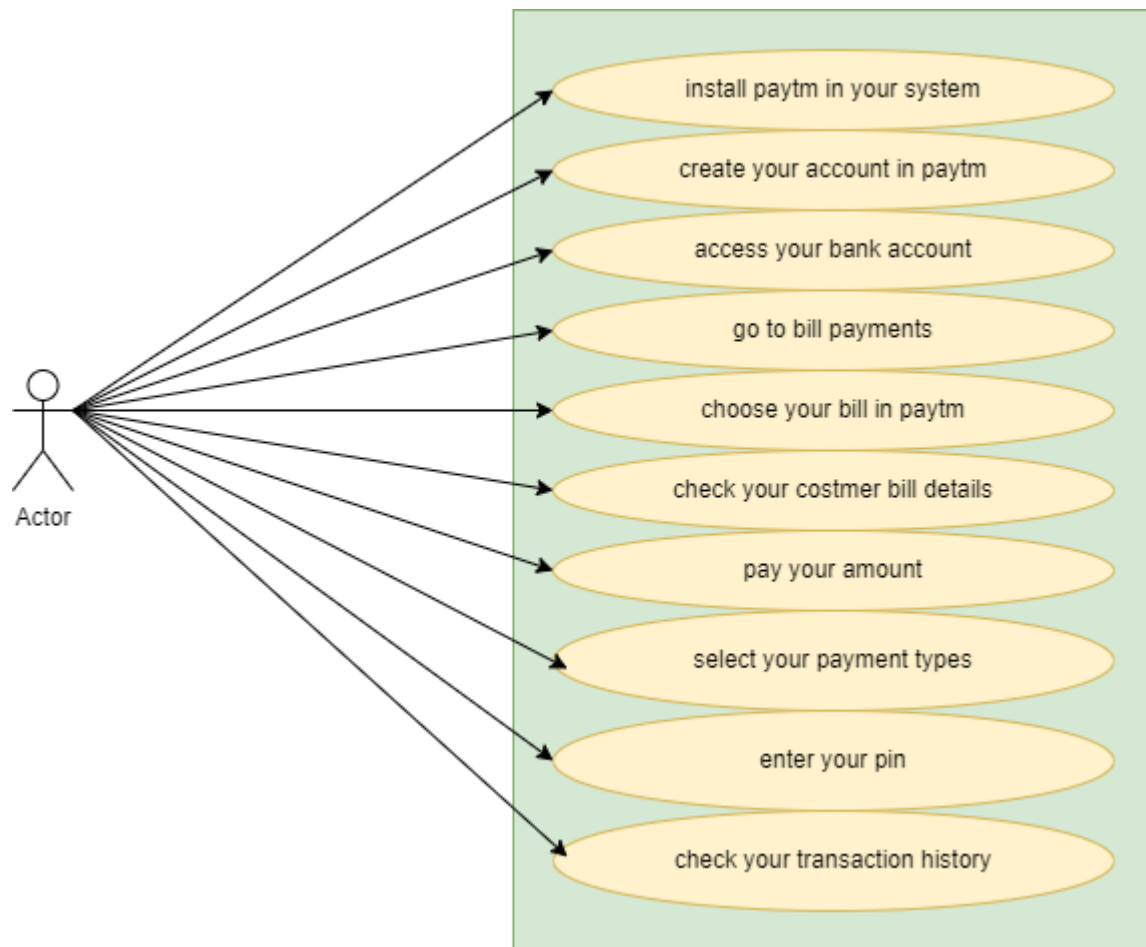 install paytm in your system
create your account in paytm
access your bank account
go to bill payments
choose your bill in paytm
check your costmer bill details
Actor
pay your amount
select your payment types
enter your pin
check your transaction history